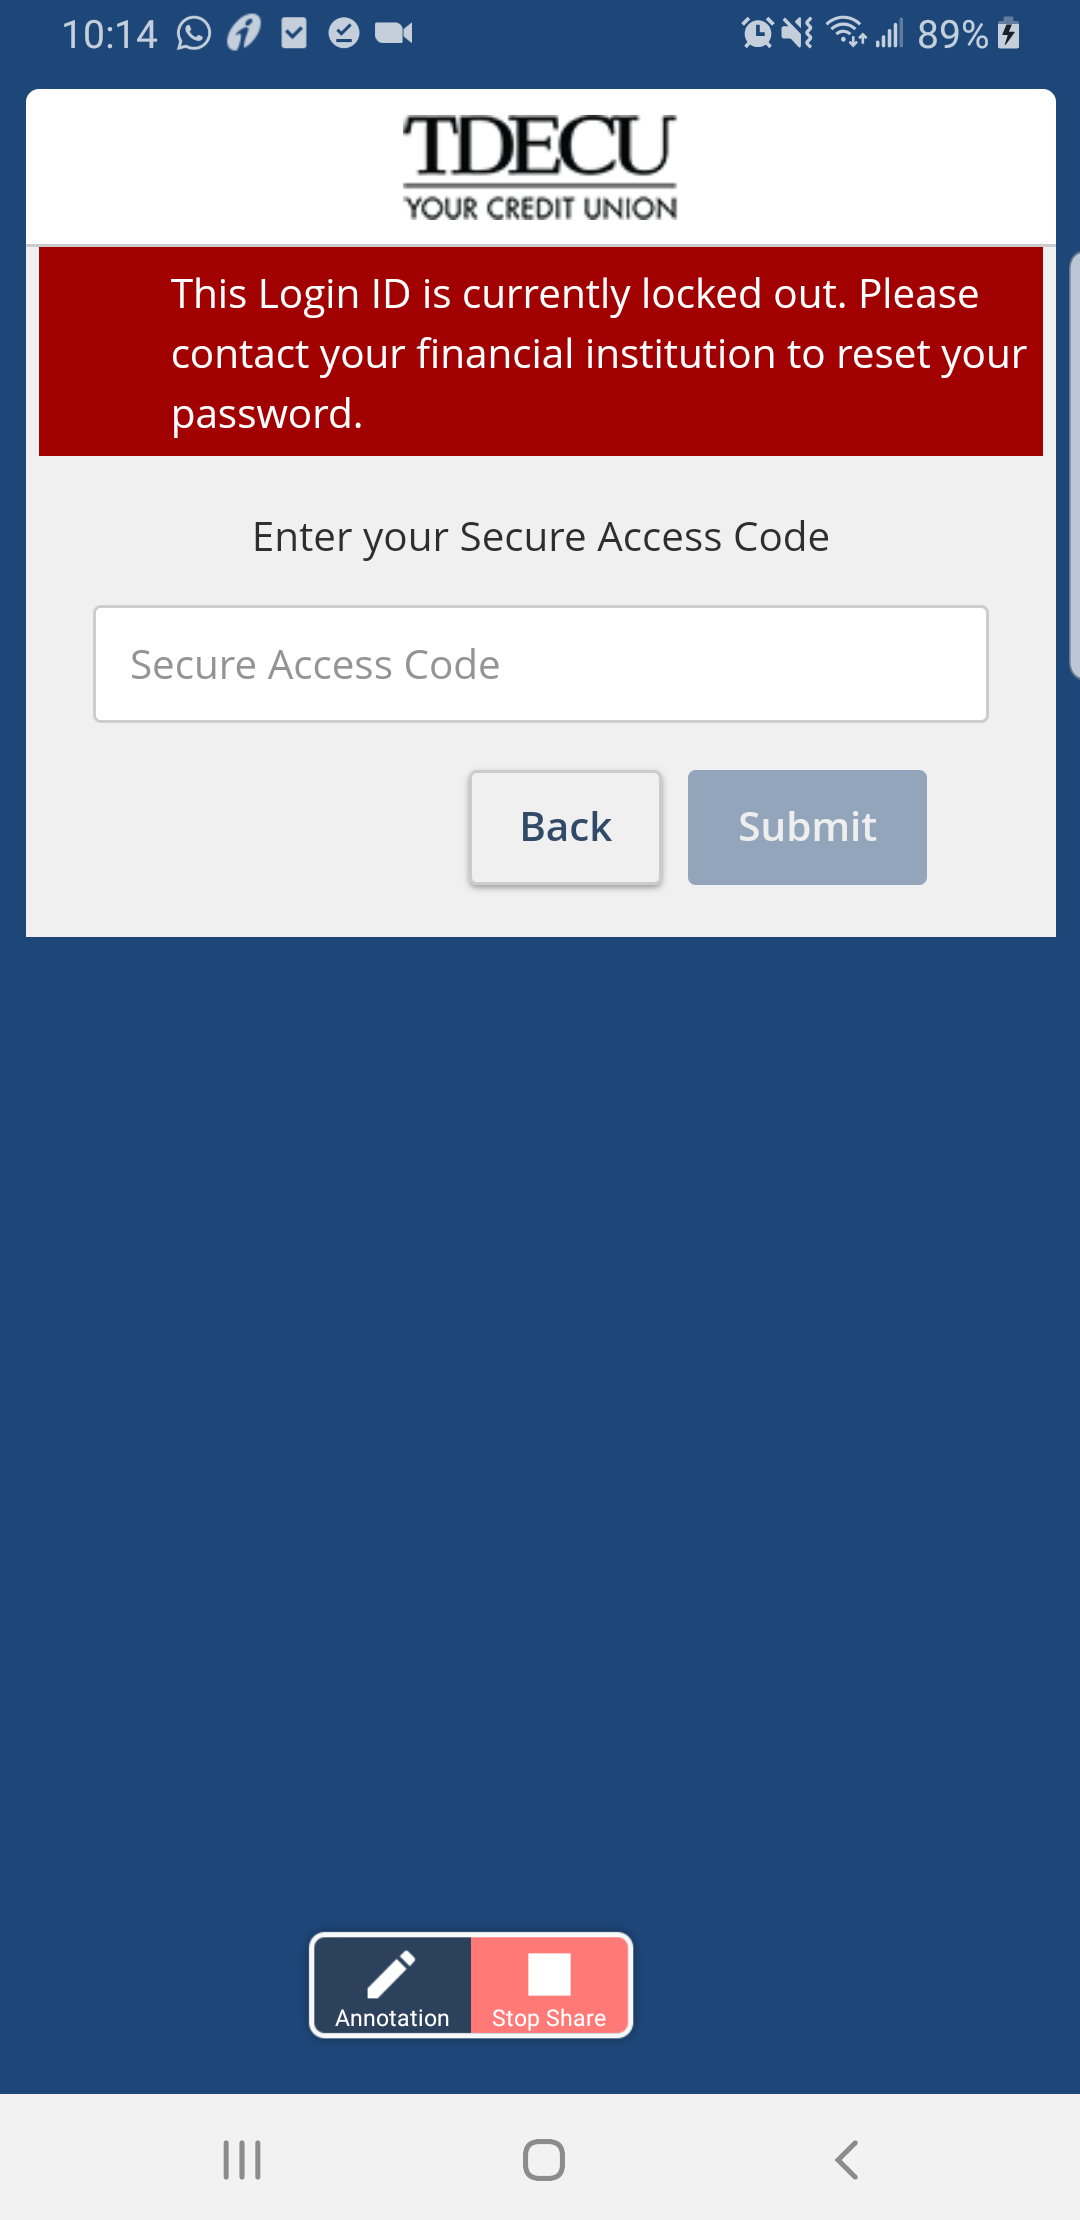 10:14
89%
TDECU
YOUR CREDIT UNION
This Login ID is currently locked out. Please
contact your financial institution to reset your
password.
Enter your Secure Access Code
Secure Access Code
Back Submit
Annotation Stop Share